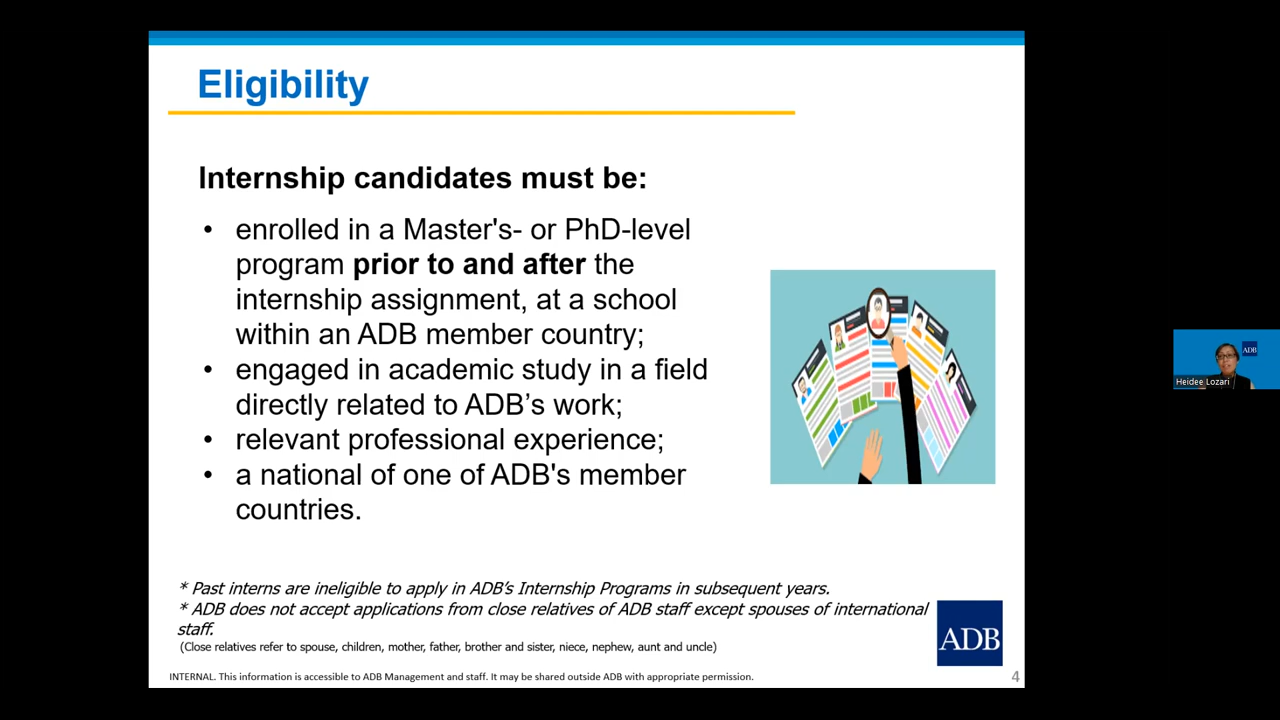 Eligibility
Internship candidates must be:
• enrolled in a Master's- or PhD-level
program prior to and after the
internship assignment, at a school
within an ADB member country;
• engaged in academic study in a field
directly related to ADB’s work;
• relevant professional experience;
• a national of one of ADB's member
countries.
* Past interns are ineligible to apply in ADB’s Internship Programs in subsequent years.
* ADB does not accept applications from close relatives of ADB staff except spouses of international
staff.
(Close relatives refer to spouse, children, mother, father, brother and sister, niece, nephew, aunt and uncle)
ADB
INTERNAL. This information is accessible to ADB Management and staff. It may be shared outside ADB with appropriate permission.
4
ADB
Heidee Lozari